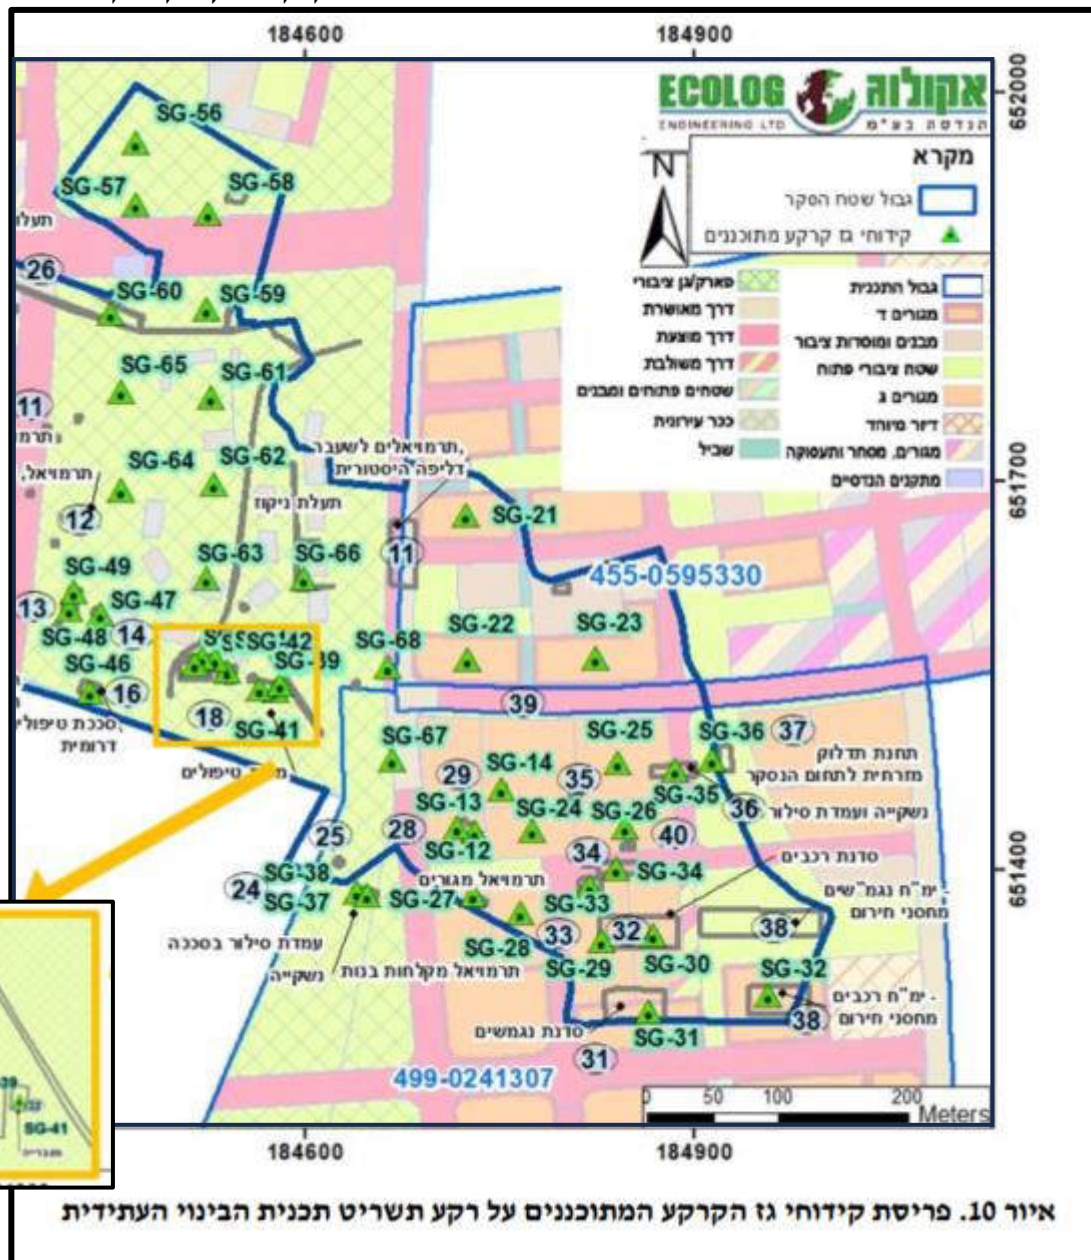 184600 184900
652000
ECOLOG אקולוג
ENGINEERING LTD הנדסת בע"מ
N
מקרא
גבול שטח הסקר
קידוחי גז קרקע מתוכננים
גבול התכנית
מגורים ד
מבנים ומוסדות ציבור
שטח ציבורי פתוח
מגורים ג
דיור מיוחד
מגורים, מסחר ותעסוקה
מתקנים הנדסיים
פארק/גן ציבורי
דרך מאושרת
דרך מוצעת
דרך משולבת
שטחים פתוחים ומבנים
ככר עירונית
שביל
SG-56
SG-57
SG-58
26
SG-60
SG-59
SG-65
SG-61
11
תרמויאלים לשעבר,
דליפה היסטורית
SG-64
SG-62
תרמויאל,
תעלת ניקוז
12
651700
SG-21
11
SG-63
SG-66
455-0595330
SG-49
13
SG-47
SG-48
14
SG-42
SG-46
16
18
SG-41
SG-68
SG-22
SG-23
39
סככת טיפולים
דרומית
SG-67
SG-25
SG-36
37
תחנת תדלוק
מזרחית לתחום הנסקר
29
SG-14
35
SG-35
36
נשקייה ועמדת סילור
SG-13
SG-24
SG-26
40
25
28
SG-12
34
סדנת רכבים
651400
24
SG-38
SG-37
תרמויאל מגורים
SG-27
SG-34
SG-33
ימ"ח נגמ"שים -
מחסני חירום
38
עמדת סילור בסככה
SG-28
33
32
נשקייה
תרמויאל מקלחות בנות
SG-29
SG-30
SG-32
ימ"ח רכבים -
מחסני חירום
38
סדנת נגמשים
SG-31
31
499-0241307
SG-41
0 50 100 200
Meters
184600 184900
איור 10. פריסת קידוחי גז הקרקע המתוכננים על רקע תשריט תכנית הבינוי העתידית